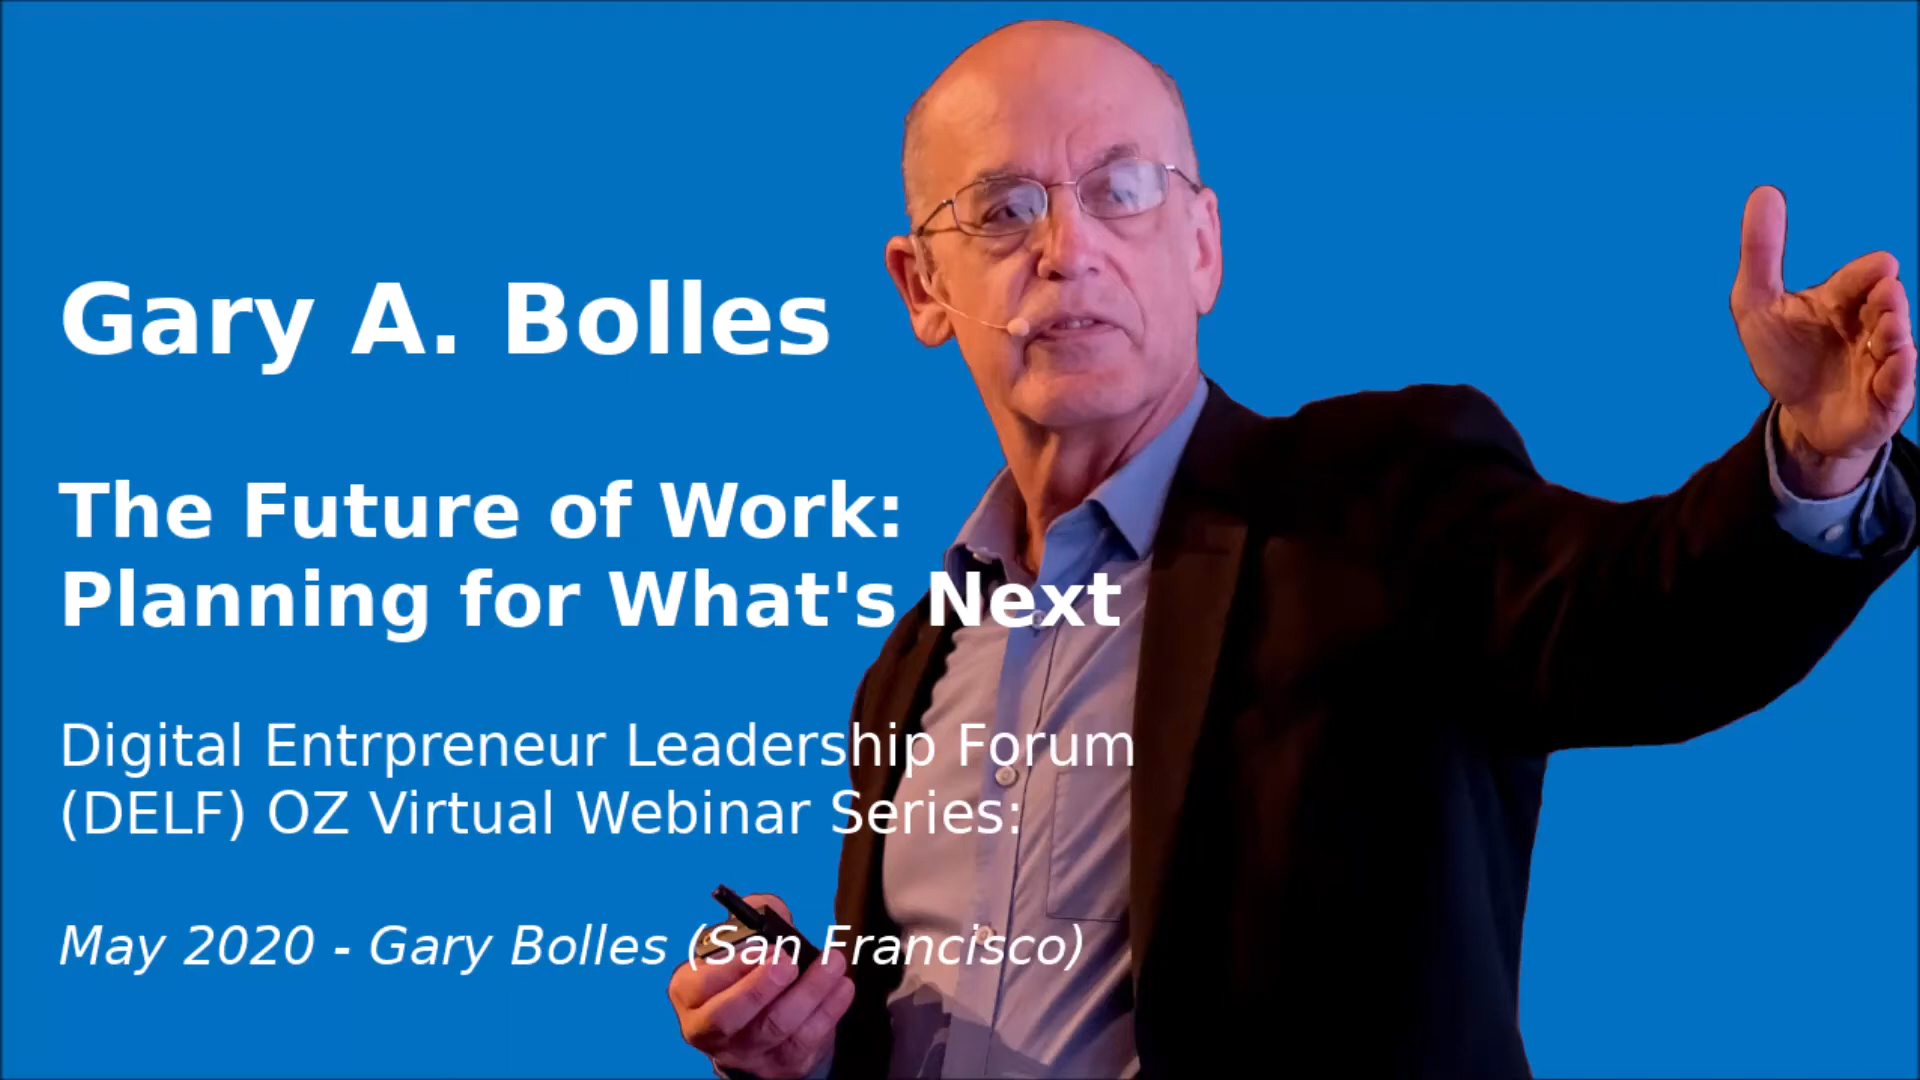 Gary A. Bolles
The Future of Work:
Planning for What's Next
Digital Entrpreneur Leadership Forum
(DELF) OZ Virtual Webinar Series:
May 2020 - Gary Bolles (San Francisco)